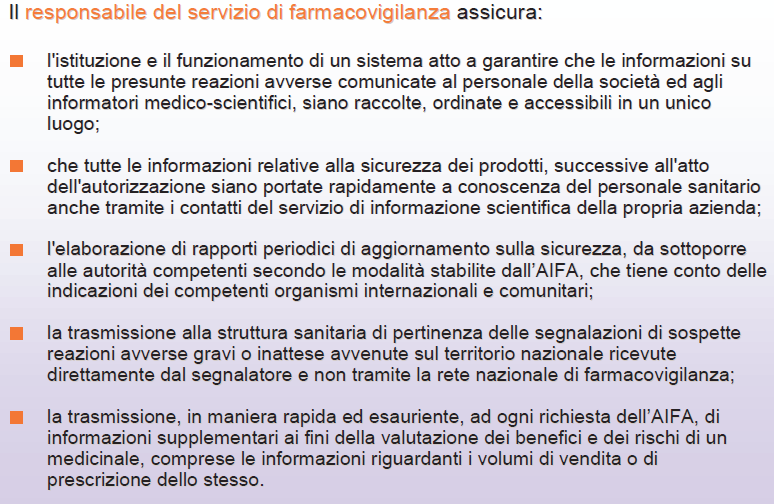 Il responsabile del servizio di farmacovigilanza assicura:
l'istituzione e il funzionamento di un sistema atto a garantire che le informazioni su
tutte le presunte reazioni avverse comunicate al personale della società ed agli
informatori medico-scientifici, siano raccolte, ordinate e accessibili in un unico
luogo;
che tutte le informazioni relative alla sicurezza dei prodotti, successive all'atto
dell'autorizzazione siano portate rapidamente a conoscenza del personale sanitario
anche tramite i contatti del servizio di informazione scientifica della propria azienda;
l'elaborazione di rapporti periodici di aggiornamento sulla sicurezza, da sottoporre
alle autorità competenti secondo le modalità stabilite dall'AIFA, che tiene conto delle
indicazioni dei competenti organismi internazionali e comunitari;
la trasmissione alla struttura sanitaria di pertinenza delle segnalazioni di sospette
reazioni avverse gravi o inattese avvenute sul territorio nazionale ricevute
direttamente dal segnalatore e non tramite la rete nazionale di farmacovigilanza;
la trasmissione, in maniera rapida ed esauriente, ad ogni richiesta dell'AIFA, di
informazioni supplementari ai fini della valutazione dei benefici e dei rischi di un
medicinale, comprese le informazioni riguardanti i volumi di vendita o di
prescrizione dello stesso.